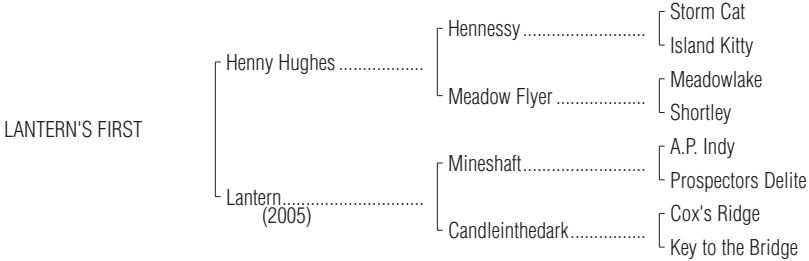 Storm Cat
Hennessy ..........................
Island Kitty
Henny Hughes ..................
Meadowlake
Meadow Flyer ...................
Shortley
LANTERN'S FIRST
A.P. Indy
Mineshaft..........................
Prospectors Delite
Lantern..............................
(2005)
Cox's Ridge
Candleinthedark................
Key to the Bridge